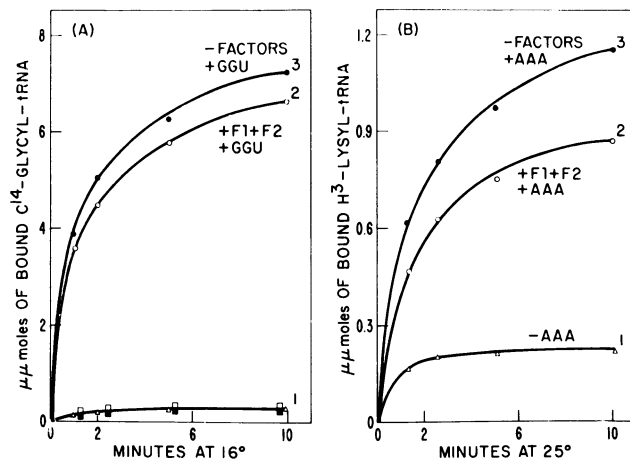 (A)
8
6
4
2
0
μμmoles OF BOUND C14-GLYCYL-tRNA
-FACTORS
+GGU
3
2
+F1+F2
+GGU
1
0 2 6 10
MINUTES AT 16°
(B)
1.2
0.9
0.6
0.3
0
μμmoles OF BOUND H3-LYSYL-tRNA
-FACTORS
+AAA
3
2
+F1+F2
+AAA
-AAA
1
0 2 6 10
MINUTES AT 25°